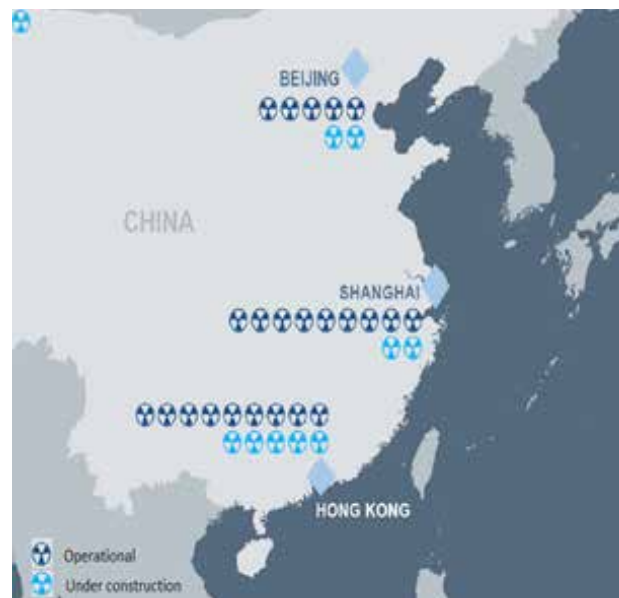 BEIJING
CHINA
SHANGHAI
HONG KONG
Operational
Under construction